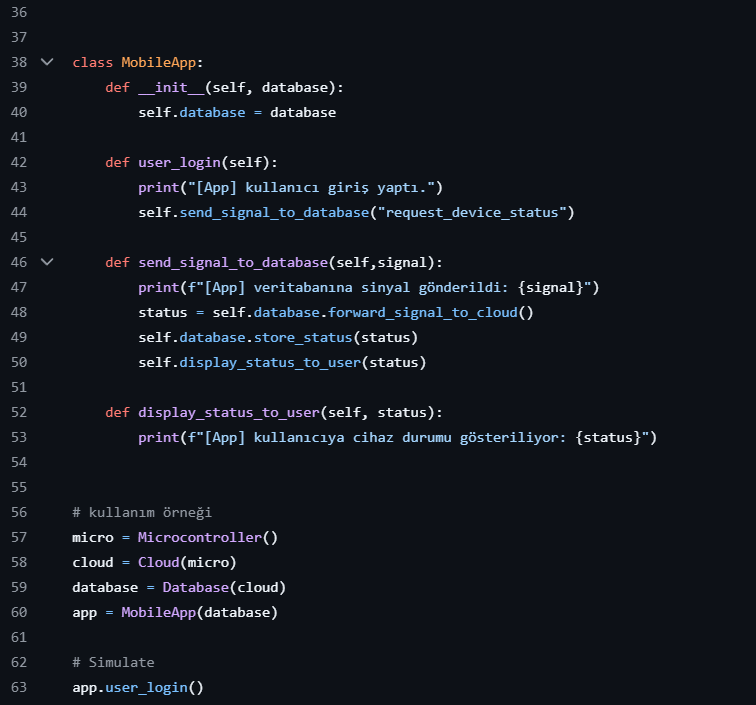 36
37
38 class MobileApp:
39     def __init__(self, database):
40         self.database = database
41
42     def user_login(self):
43         print("[App] kullanıcı giriş yaptı.")
44         self.send_signal_to_database("request_device_status")
45
46     def send_signal_to_database(self,signal):
47         print(f"[App] veritabanına sinyal gönderildi: {signal}")
48         status = self.database.forward_signal_to_cloud()
49         self.database.store_status(status)
50         self.display_status_to_user(status)
51
52     def display_status_to_user(self, status):
53         print(f"[App] kullanıcıya cihaz durumu gösteriliyor: {status}")
54
55
56 # kullanım örneği
57 micro = Microcontroller()
58 cloud = Cloud(micro)
59 database = Database(cloud)
60 app = MobileApp(database)
61
62 # Simulate
63 app.user_login()